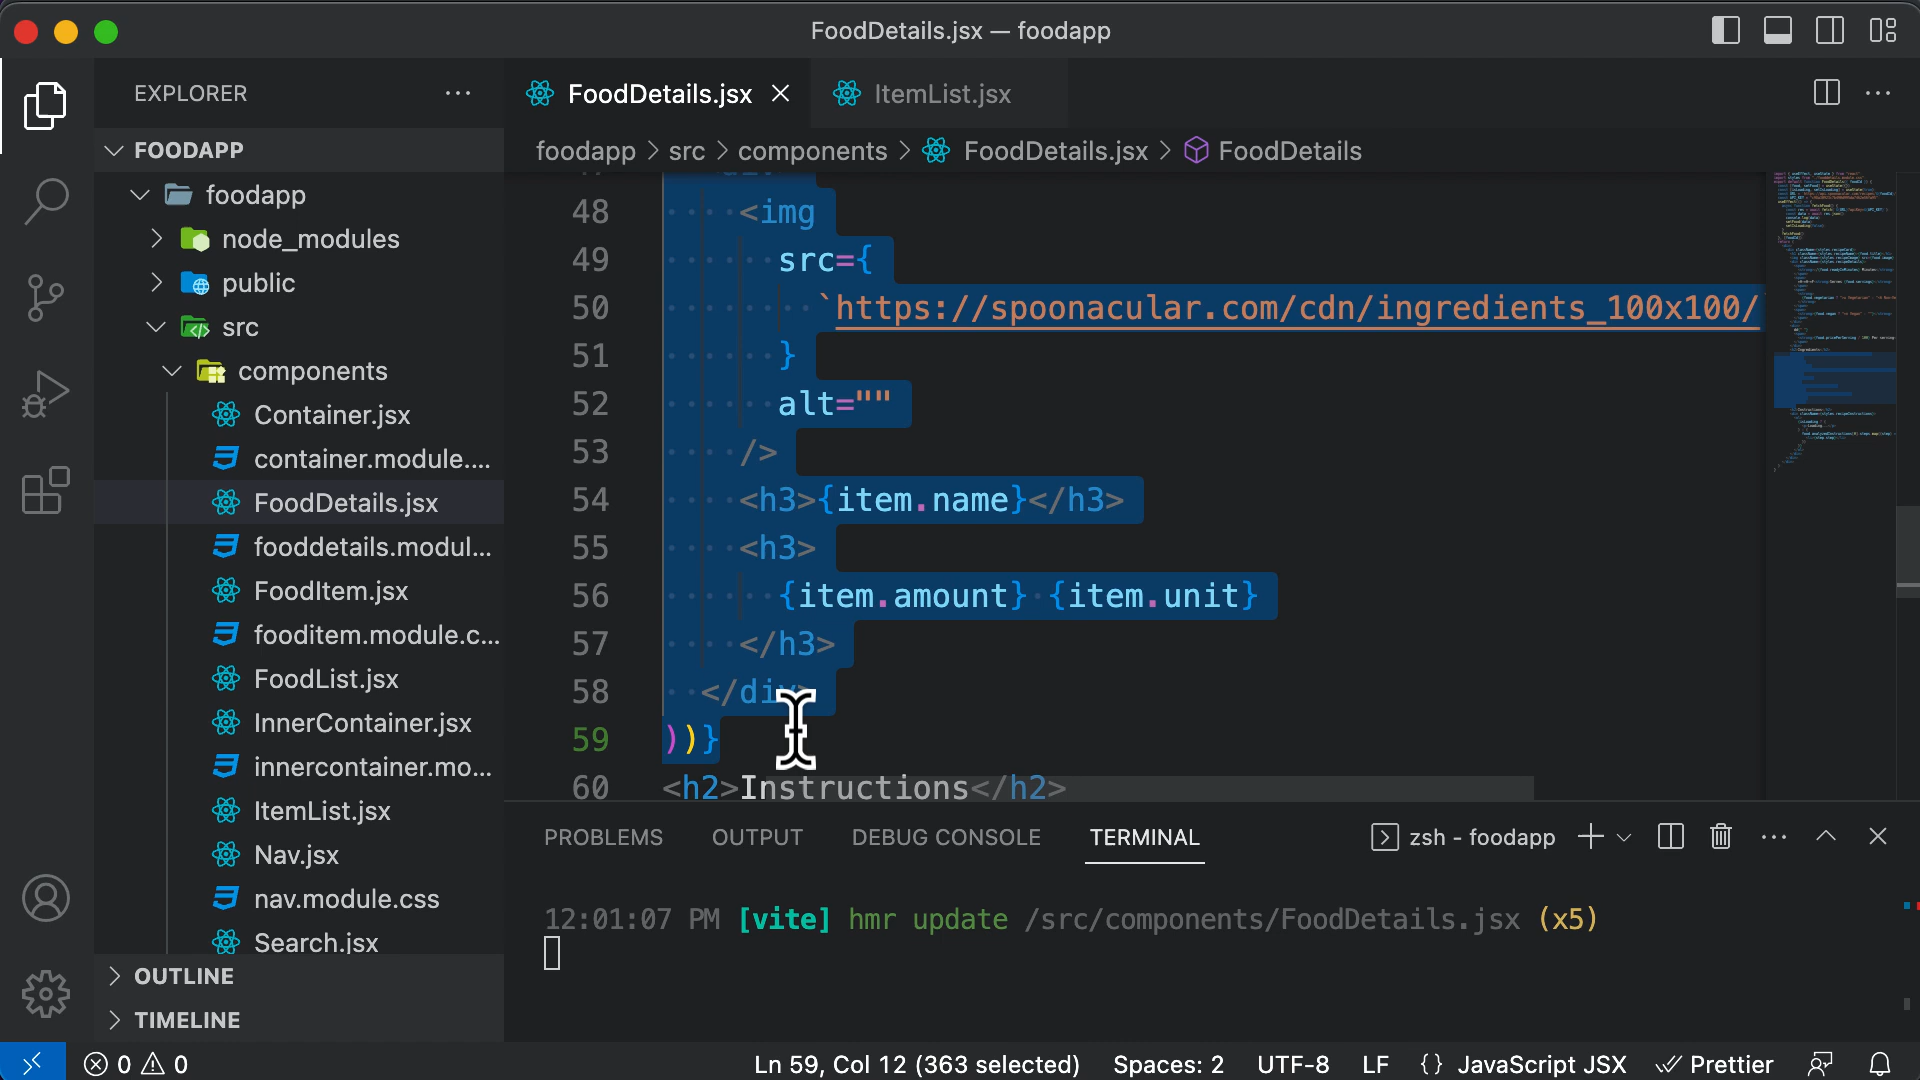 FoodDetails.jsx — foodapp
EXPLORER
FOODAPP
foodapp
node_modules
public
src
components
Container.jsx
container.module....
FoodDetails.jsx
fooddetails.modul...
FoodItem.jsx
fooditem.module.c...
FoodList.jsx
InnerContainer.jsx
innercontainer.mo...
ItemList.jsx
Nav.jsx
nav.module.css
Search.jsx
OUTLINE
TIMELINE
FoodDetails.jsx
ItemList.jsx
foodapp > src > components > FoodDetails.jsx > FoodDetails
48 <img
49 src={
50 `https://spoonacular.com/cdn/ingredients_100x100/
51 }
52 alt=""
53 />
54 <h3>{item.name}</h3>
55 <h3>
56 {item.amount} {item.unit}
57 </h3>
58 </div>
59 ))}
60 <h2>Instructions</h2>
PROBLEMS OUTPUT DEBUG CONSOLE TERMINAL zsh - foodapp
12:01:07 PM [vite] hmr update /src/components/FoodDetails.jsx (x5)
0 0 Ln 59, Col 12 (363 selected) Spaces: 2 UTF-8 LF {} JavaScript JSX Prettier